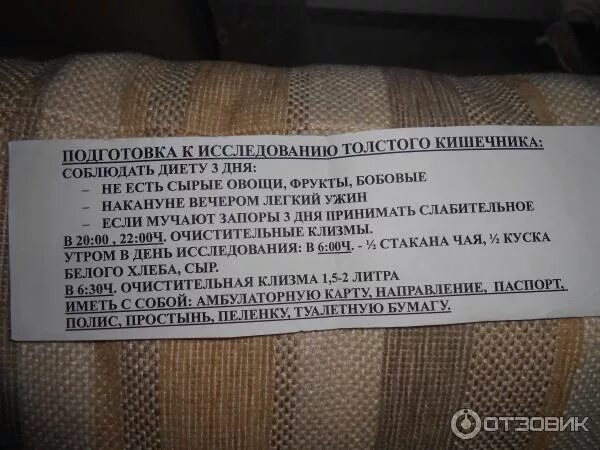 ПОДГОТОВКА К ИССЛЕДОВАНИЮ ТОЛСТОГО КИШЕЧНИКА:
СОБЛЮДАТЬ ДИЕТУ 3 ДНЯ:
– НЕ ЕСТЬ СЫРЫЕ ОВОЩИ, ФРУКТЫ, БОБОВЫЕ
– НАКАНУНЕ ВЕЧЕРОМ ЛЕГКИЙ УЖИН
– ЕСЛИ МУЧАЮТ ЗАПОРЫ 3 ДНЯ ПРИНИМАТЬ СЛАБИТЕЛЬНОЕ
В 20:00 , 22:00Ч. ОЧИСТИТЕЛЬНЫЕ КЛИЗМЫ.
УТРОМ В ДЕНЬ ИССЛЕДОВАНИЯ: В 6:00Ч. - ½ СТАКАНА ЧАЯ, ½ КУСКА
БЕЛОГО ХЛЕБА, СЫР.
В 6:30Ч. ОЧИСТИТЕЛЬНАЯ КЛИЗМА 1,5-2 ЛИТРА
ИМЕТЬ С СОБОЙ: АМБУЛАТОРНУЮ КАРТУ, НАПРАВЛЕНИЕ, ПАСПОРТ,
ПОЛИС, ПРОСТЫНЬ, ПЕЛЕНКУ, ТУАЛЕТНУЮ БУМАГУ.
ОТЗОВИК